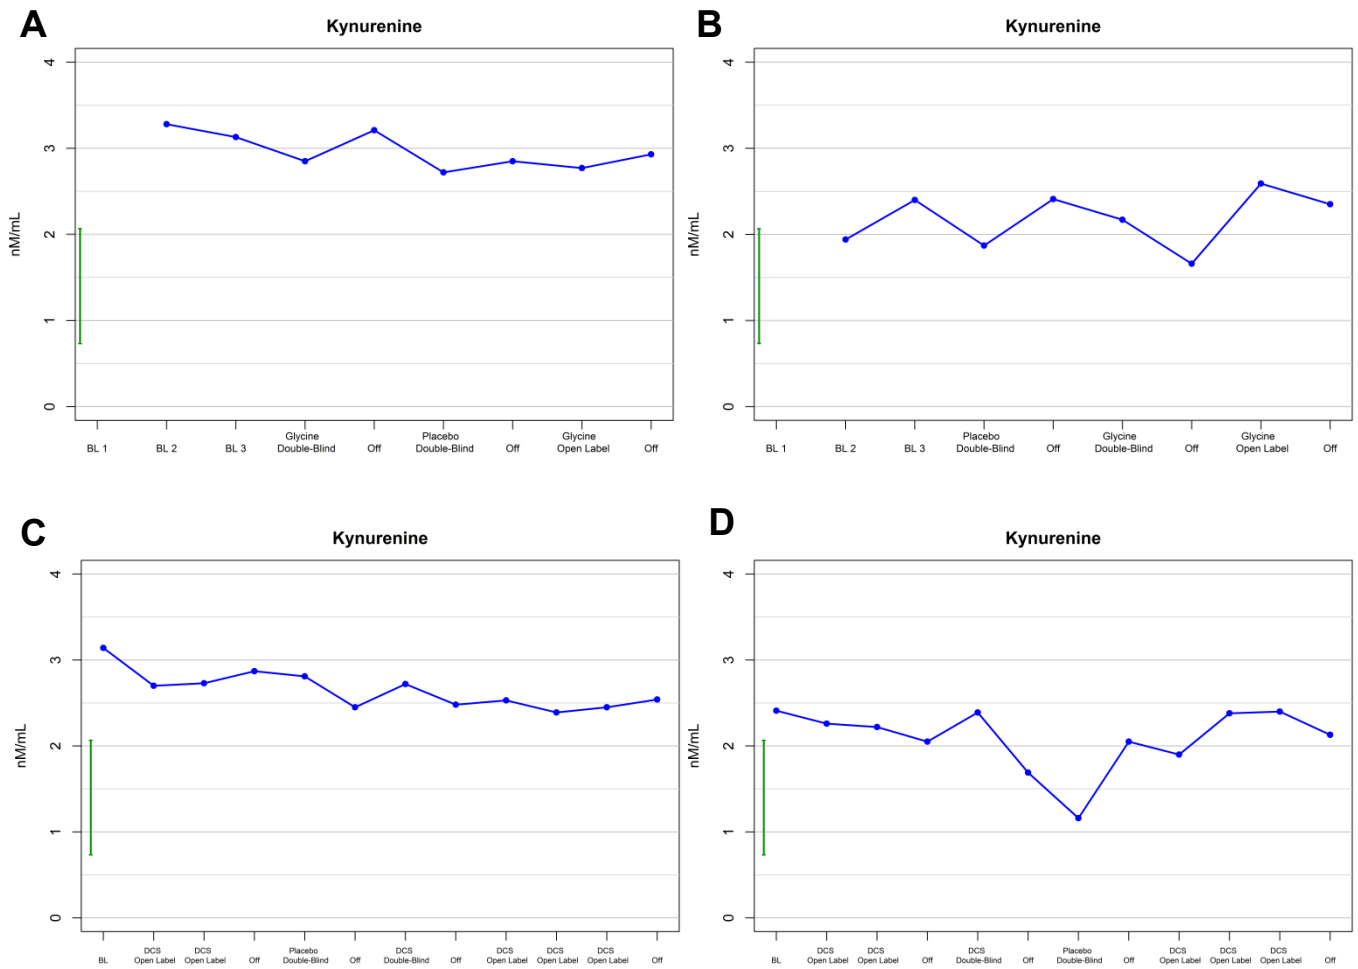 A
Kynurenine
nM/mL
4
3
2
1
0
BL 1
BL 2
BL 3
Glycine
Double-Blind
Off
Placebo
Double-Blind
Off
Glycine
Open Label
Off
B
Kynurenine
nM/mL
4
3
2
1
0
BL 1
BL 2
BL 3
Placebo
Double-Blind
Off
Glycine
Double-Blind
Off
Glycine
Open Label
Off
C
Kynurenine
nM/mL
4
3
2
1
0
BL
DCS
Open Label
DCS
Open Label
Off
Placebo
Double-Blind
Off
DCS
Double-Blind
Off
DCS
Open Label
DCS
Open Label
DCS
Open Label
Off
D
Kynurenine
nM/mL
4
3
2
1
0
BL
DCS
Open Label
DCS
Open Label
Off
DCS
Double-Blind
Off
Placebo
Double-Blind
Off
DCS
Open Label
DCS
Open Label
DCS
Open Label
Off